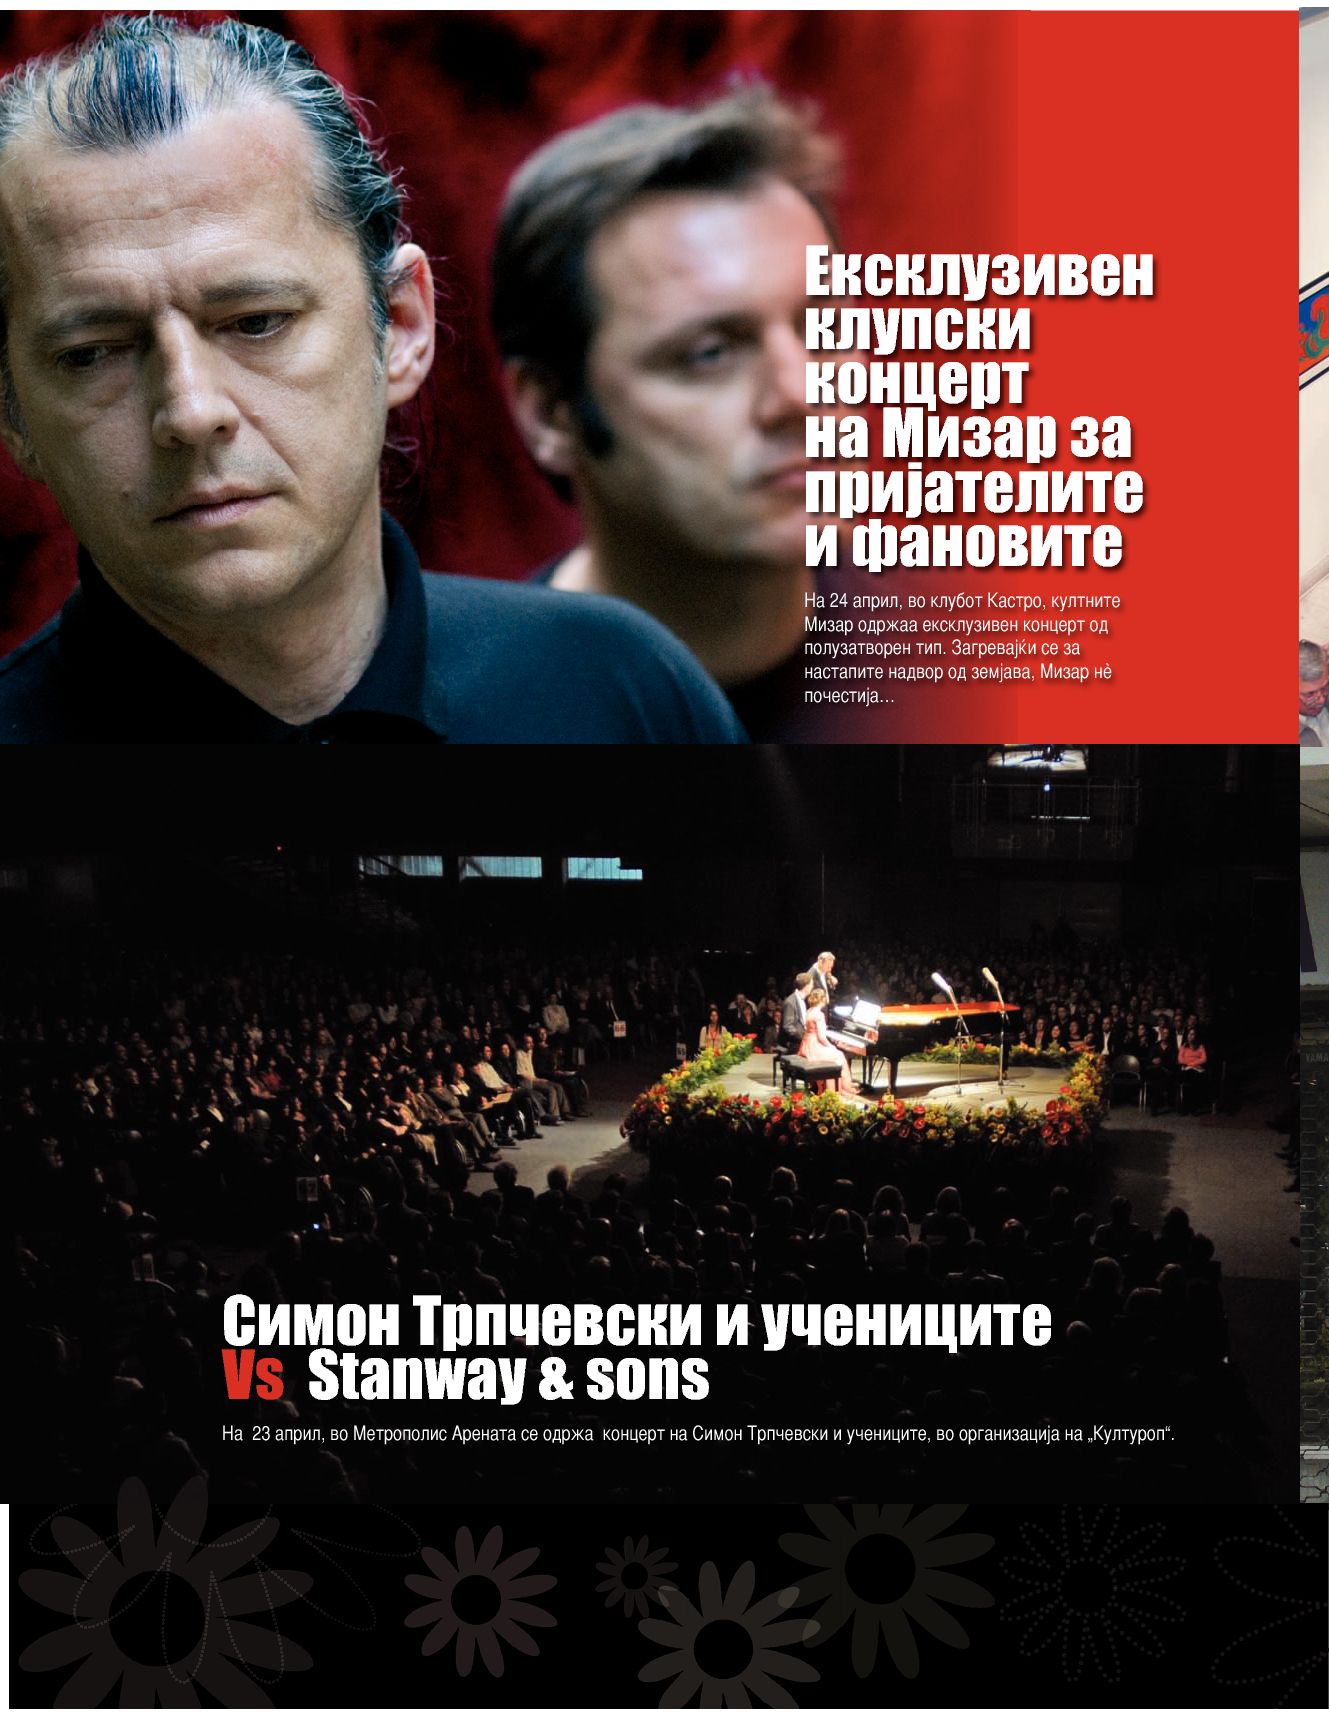 Ексклузивен
клупски
концерт
на Мизар за
пријателите
и фановите
На 24 април, во клубот Кастро, култните
Мизар одржаа ексклузивен концерт од
полузатворен тип. Загревајќи се за
настапите надвор од земјава, Мизар нѐ
почестија...
66
Симон Трпчевски и учениците
Vs Stanway & sons
На 23 април, во Метрополис Арената се одржа концерт на Симон Трпчевски и учениците, во организација на „Културоп“.